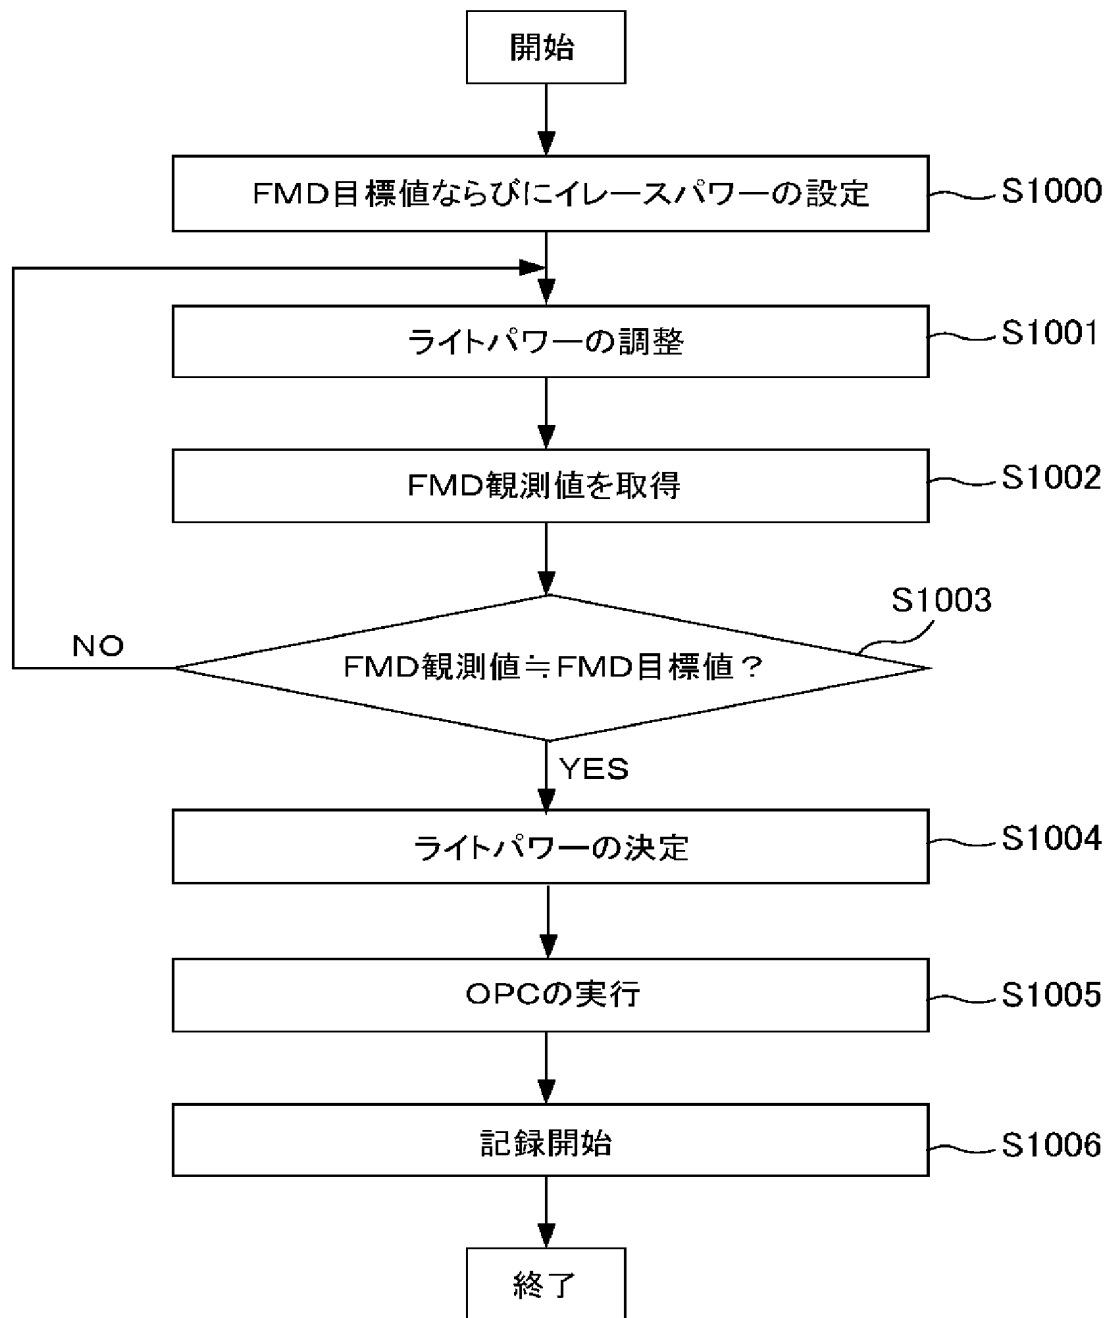 開始
FMD目標値ならびにイレースパワーの設定
S1000
ライトパワーの調整
S1001
FMD観測値を取得
S1002
S1003
NO
FMD観測値≒FMD目標値？
YES
ライトパワーの決定
S1004
OPCの実行
S1005
記録開始
S1006
終了